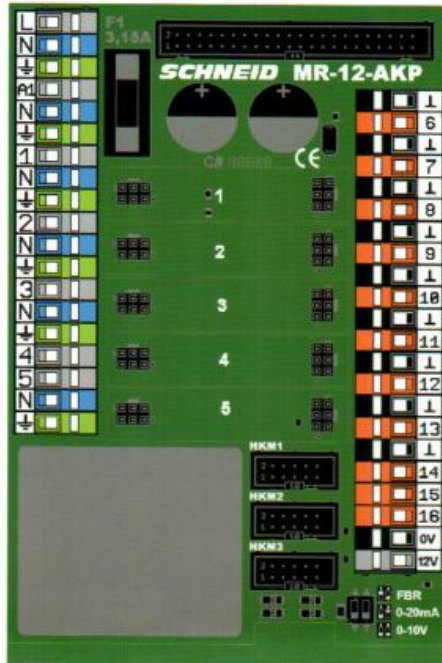 L
N
A1
N
1
N
2
N
3
N
4
5
N
F1
3,15A
SCHNEID MR-12-AKP
C# 88688
CE
1
2
3
4
5
HKM1
HKM2
HKM3
⊥
6
⊥
7
⊥
8
⊥
9
⊥
10
⊥
11
⊥
12
⊥
13
⊥
14
15
16
0V
12V
FBR
0-20mA
0-10V